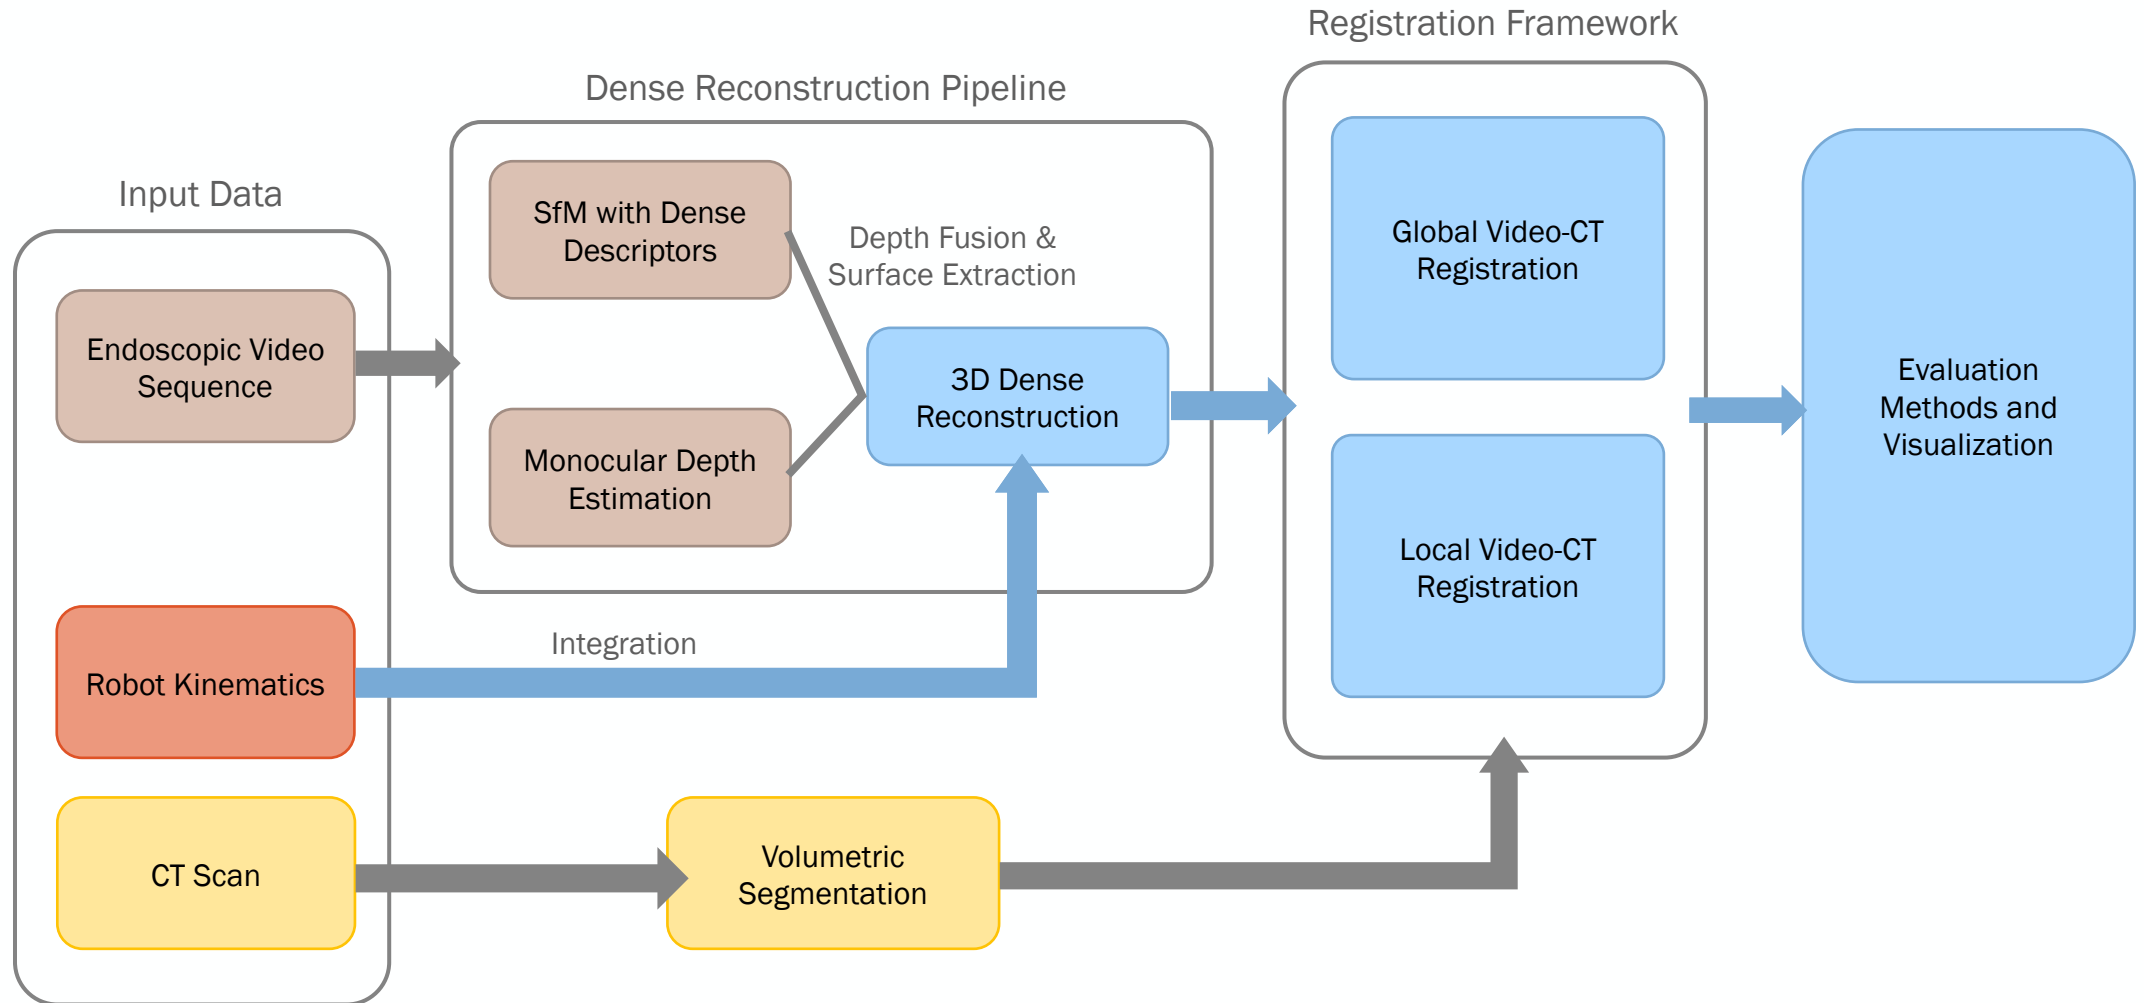 Registration Framework
Dense Reconstruction Pipeline
Input Data
SfM with Dense
Descriptors
Depth Fusion &
Surface Extraction
Global Video-CT
Registration
Endoscopic Video
Sequence
3D Dense
Reconstruction
Evaluation
Methods and
Visualization
Monocular Depth
Estimation
Local Video-CT
Registration
Integration
Robot Kinematics
CT Scan
Volumetric
Segmentation